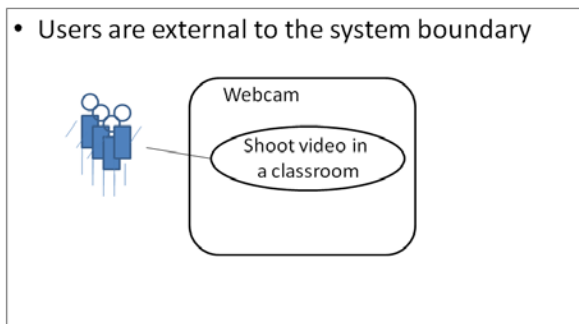 • Users are external to the system boundary
Webcam
Shoot video in
a classroom